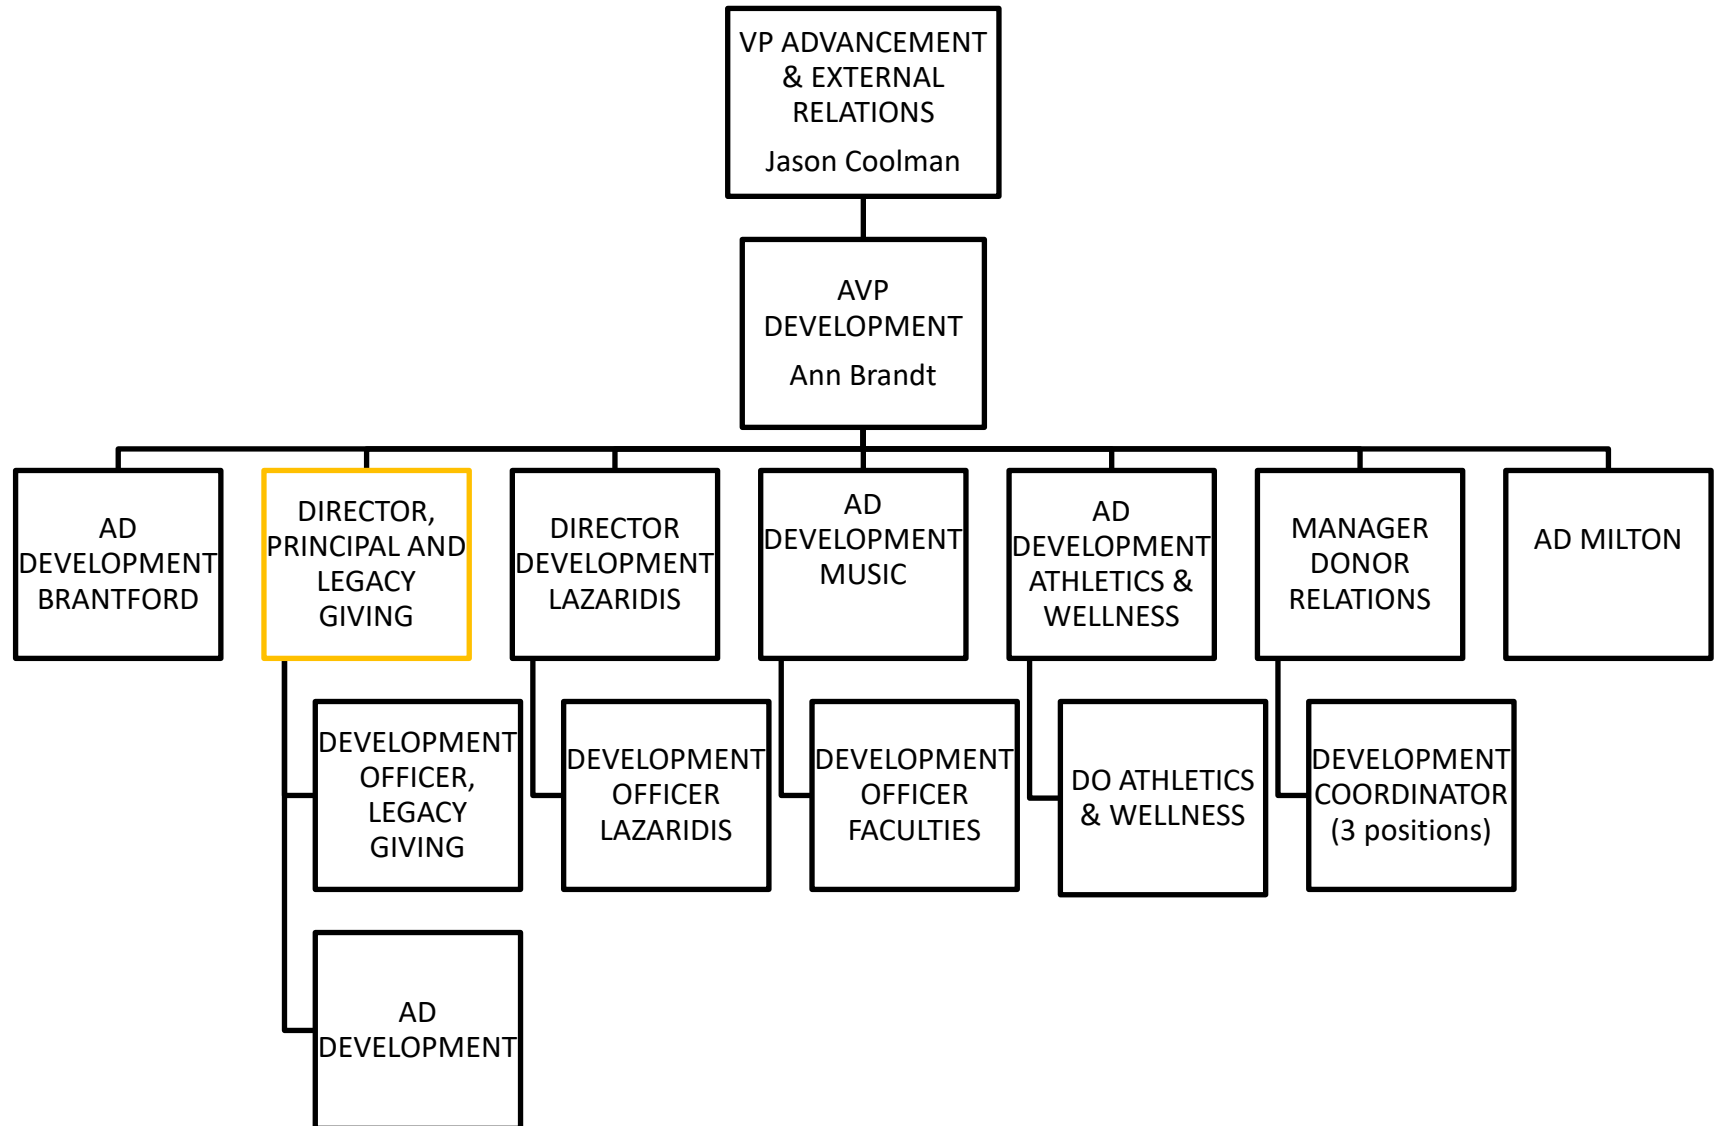 VP ADVANCEMENT
& EXTERNAL
RELATIONS
Jason Coolman
AVP
DEVELOPMENT
Ann Brandt
AD
DEVELOPMENT
BRANTFORD
DIRECTOR,
PRINCIPAL AND
LEGACY
GIVING
DIRECTOR
DEVELOPMENT
LAZARIDIS
AD
DEVELOPMENT
MUSIC
AD
DEVELOPMENT
ATHLETICS &
WELLNESS
MANAGER
DONOR
RELATIONS
AD MILTON
DEVELOPMENT
OFFICER,
LEGACY
GIVING
DEVELOPMENT
OFFICER
LAZARIDIS
DEVELOPMENT
OFFICER
FACULTIES
DO ATHLETICS
& WELLNESS
DEVELOPMENT
COORDINATOR
(3 positions)
AD
DEVELOPMENT